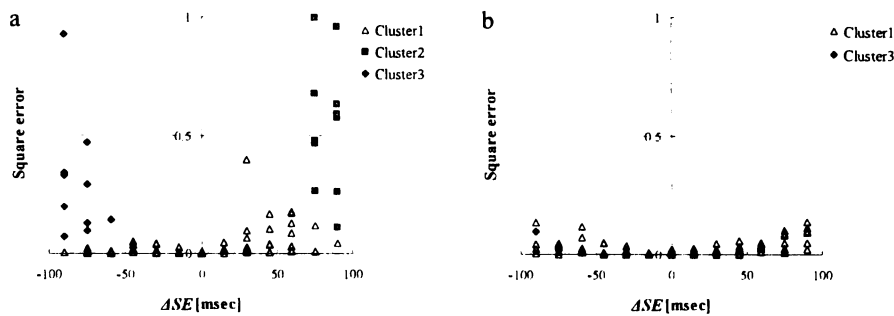 a
1
Cluster1
Cluster2
Cluster3
Square error
0.5
0
-100 -50 0 50 100
ΔSE [msec]
b
1
Cluster1
Cluster3
Square error
0.5
0
-100 -50 0 50 100
ΔSE [msec]